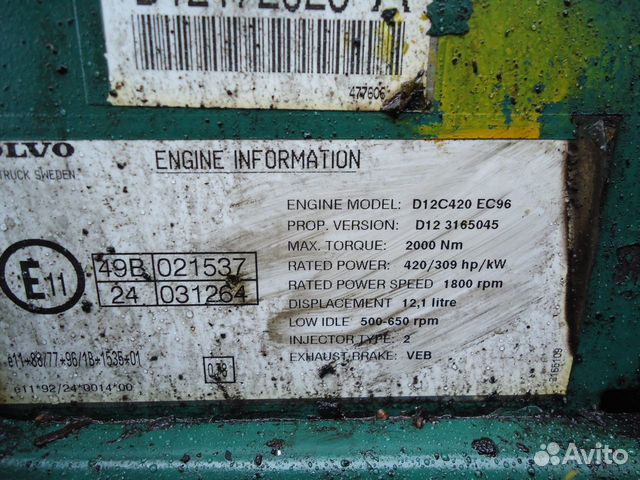 477606
OLVO
TRUCK SWEDEN
ENGINE INFORMATION
ENGINE MODEL: D12C420 EC96
PROP. VERSION: D12 3165045
MAX. TORQUE: 2000 Nm
RATED POWER: 420/309 hp/kW
RATED POWER SPEED 1800 rpm
DISPLACEMENT 12,1 litre
LOW IDLE 500-650 rpm
INJECTOR TYPE: 2
EXHAUST BRAKE: VEB
E11
49B 021537
24 031264
e11*88/77*96/1B*1535*01
e11*92/24*0014*00
Avito